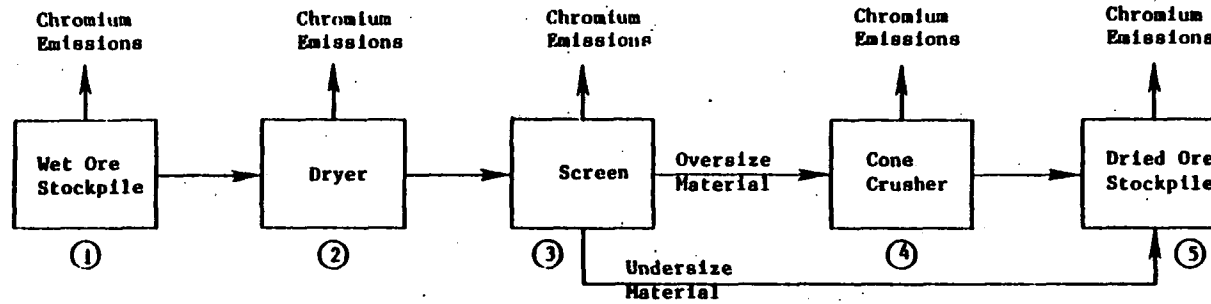 Chromium
Emissions
Chromium
Emissions
Chromium
Emissions
Chromium
Emissions
Chromium
Emissions
Wet Ore
Stockpile
Dryer
Screen
Oversize
Material
Cone
Crusher
Dried Ore
Stockpile
1
2
3
4
5
Undersize
Material